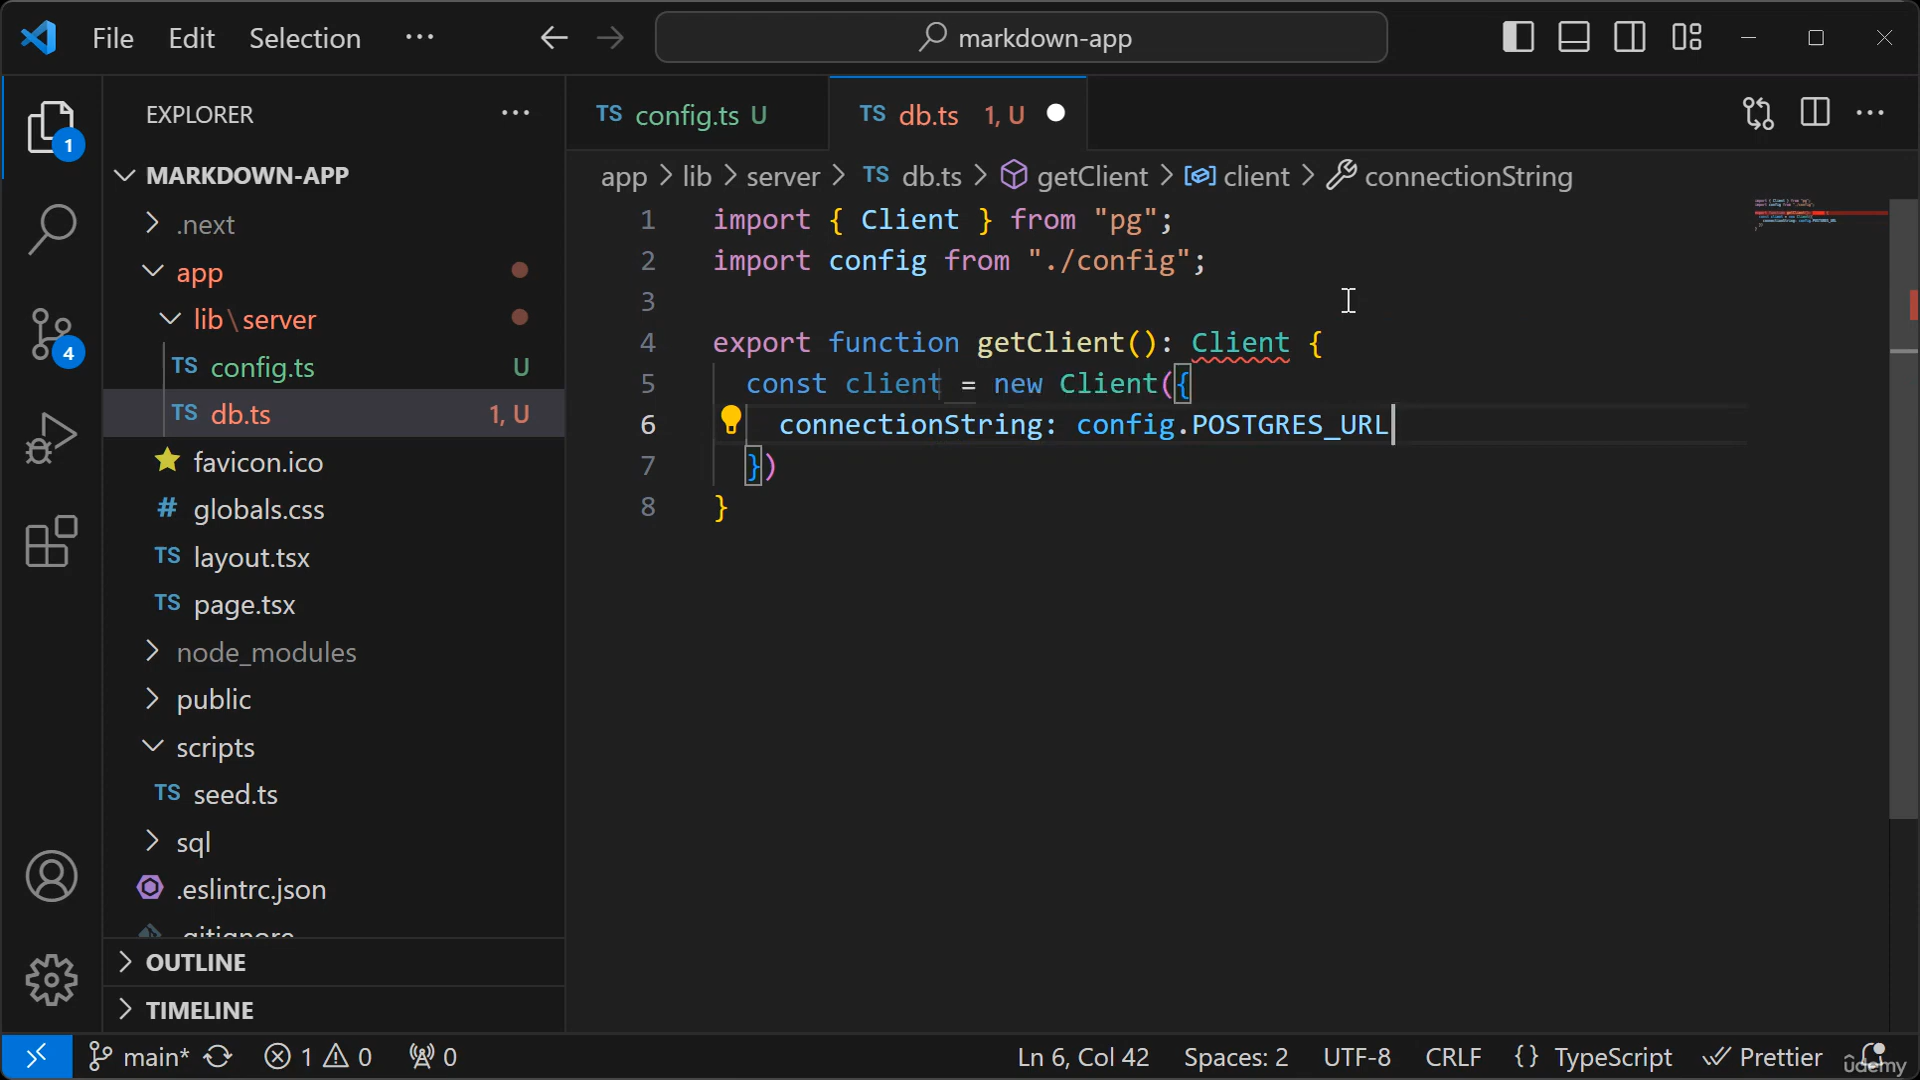 File Edit Selection ··· markdown-app
EXPLORER ···
1
4
MARKDOWN-APP
.next
app
lib\server
TS config.ts U
TS db.ts 1, U
favicon.ico
# globals.css
TS layout.tsx
TS page.tsx
node_modules
public
scripts
TS seed.ts
sql
.eslintrc.json
.gitignore
OUTLINE
TIMELINE
TS config.ts U TS db.ts 1, U
app > lib > server > TS db.ts > getClient > client > connectionString
1 import { Client } from "pg";
2 import config from "./config";
3
4 export function getClient(): Client {
5 const client = new Client({
6 connectionString: config.POSTGRES_URL
7 })
8 }
main* 1 0 0 Ln 6, Col 42 Spaces: 2 UTF-8 CRLF {} TypeScript Prettier
udemy